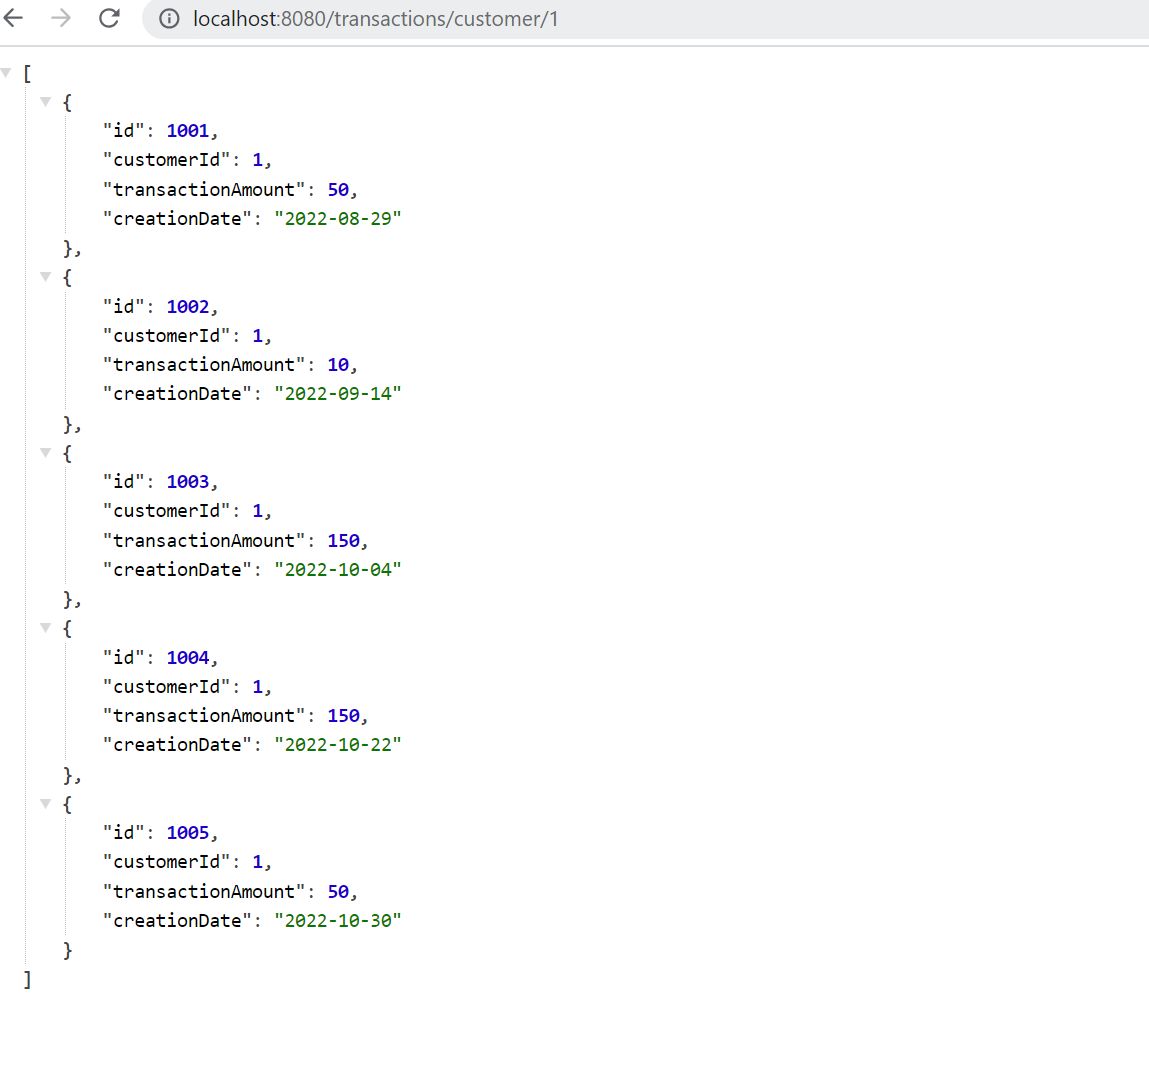 localhost:8080/transactions/customer/1
[
{
"id": 1001,
"customerId": 1,
"transactionAmount": 50,
"creationDate": "2022-08-29"
},
{
"id": 1002,
"customerId": 1,
"transactionAmount": 10,
"creationDate": "2022-09-14"
},
{
"id": 1003,
"customerId": 1,
"transactionAmount": 150,
"creationDate": "2022-10-04"
},
{
"id": 1004,
"customerId": 1,
"transactionAmount": 150,
"creationDate": "2022-10-22"
},
{
"id": 1005,
"customerId": 1,
"transactionAmount": 50,
"creationDate": "2022-10-30"
}
]